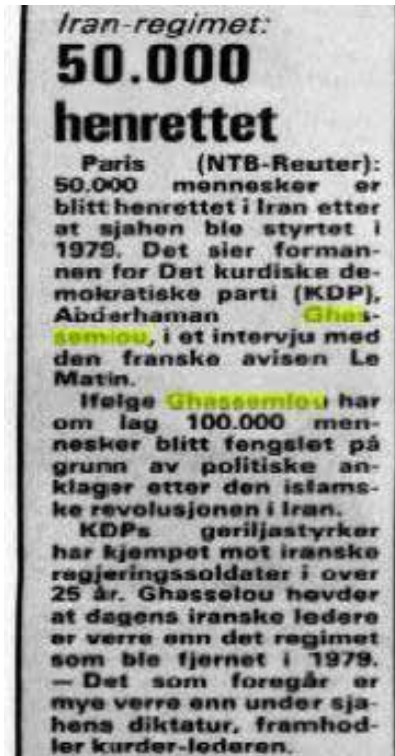 Iran-regimet:
50.000
henrettet
Paris (NTB-Reuter):
50.000 mennesker er
blitt henrettet i Iran etter
at sjahen ble styrtet i
1979. Det sier forman-
nen for Det kurdiske de-
mokratiske parti (KDP),
Abderhaman Ghas-
semlou, i et intervju med
den franske avisen Le
Matin.
Ifølge Ghassemlou har
om lag 100.000 men-
nesker blitt fengslet på
grunn av politiske an-
klager etter den islams-
ke revolusjonen i Iran.
KDPs geriljastyrker
har kjempet mot iranske
regjeringssoldater i over
25 år. Ghasselou hevder
at dagens iranske ledere
er verre enn det regimet
som ble fjernet i 1979.
— Det som foregår er
mye verre enn under sja-
hens diktatur, framhol-
der kurder-lederen.